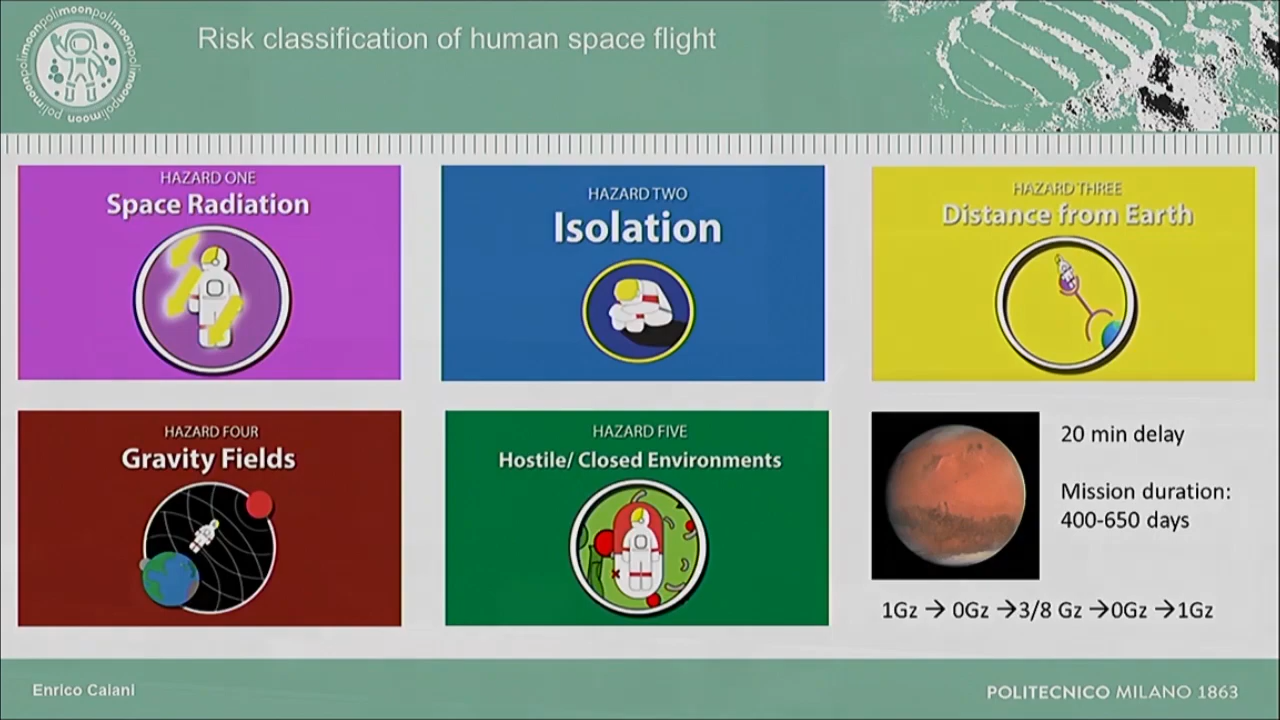 polimoonpolimoonpolimoonpolimoonpolimoon
Risk classification of human space flight
HAZARD ONE
Space Radiation
HAZARD TWO
Isolation
HAZARD THREE
Distance from Earth
HAZARD FOUR
Gravity Fields
HAZARD FIVE
Hostile/ Closed Environments
20 min delay
Mission duration:
400-650 days
1Gz → 0Gz →3/8 Gz →0Gz →1Gz
Enrico Caiani
POLITECNICO MILANO 1863